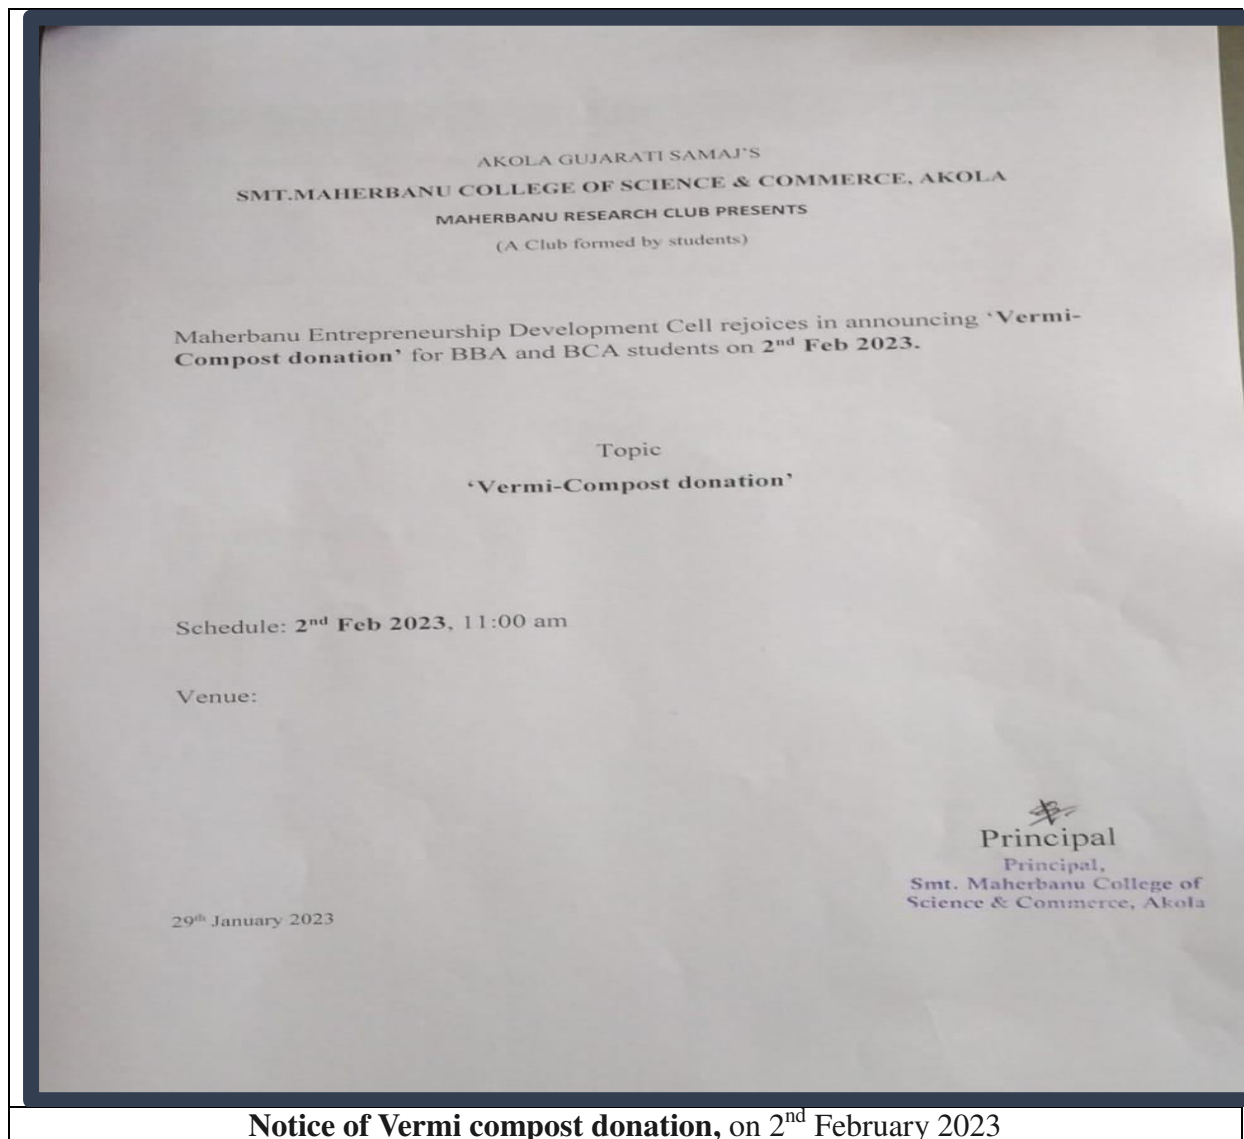 AKOLA GUJARATI SAMAJ'S
SMT.MAHERBANU COLLEGE OF SCIENCE & COMMERCE, AKOLA
MAHERBANU RESEARCH CLUB PRESENTS
(A Club formed by students)
Maherbanu Entrepreneurship Development Cell rejoices in announcing ‘Vermi-
Compost donation’ for BBA and BCA students on 2nd Feb 2023.
Topic
‘Vermi-Compost donation’
Schedule: 2nd Feb 2023, 11:00 am
Venue:
Principal
Principal,
Smt. Maherbanu College of
Science & Commerce, Akola
29th January 2023
Notice of Vermi compost donation, on 2nd February 2023